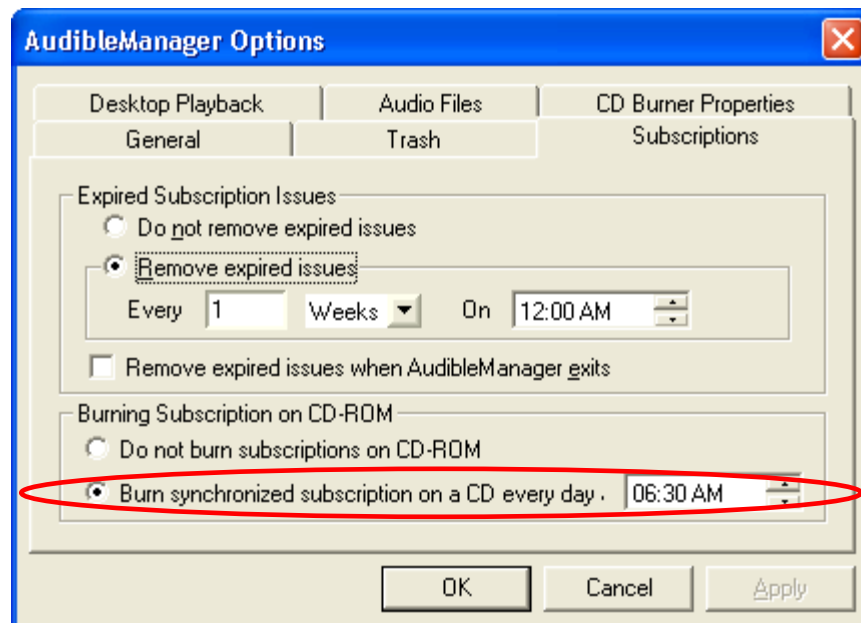 AudibleManager Options
Desktop Playback Audio Files CD Burner Properties
General Trash Subscriptions
Expired Subscription Issues
Do not remove expired issues
Remove expired issues
Every 1 Weeks On 12:00 AM
Remove expired issues when AudibleManager exits
Burning Subscription on CD-ROM
Do not burn subscriptions on CD-ROM
Burn synchronized subscription on a CD every day . 06:30 AM
OK Cancel Apply